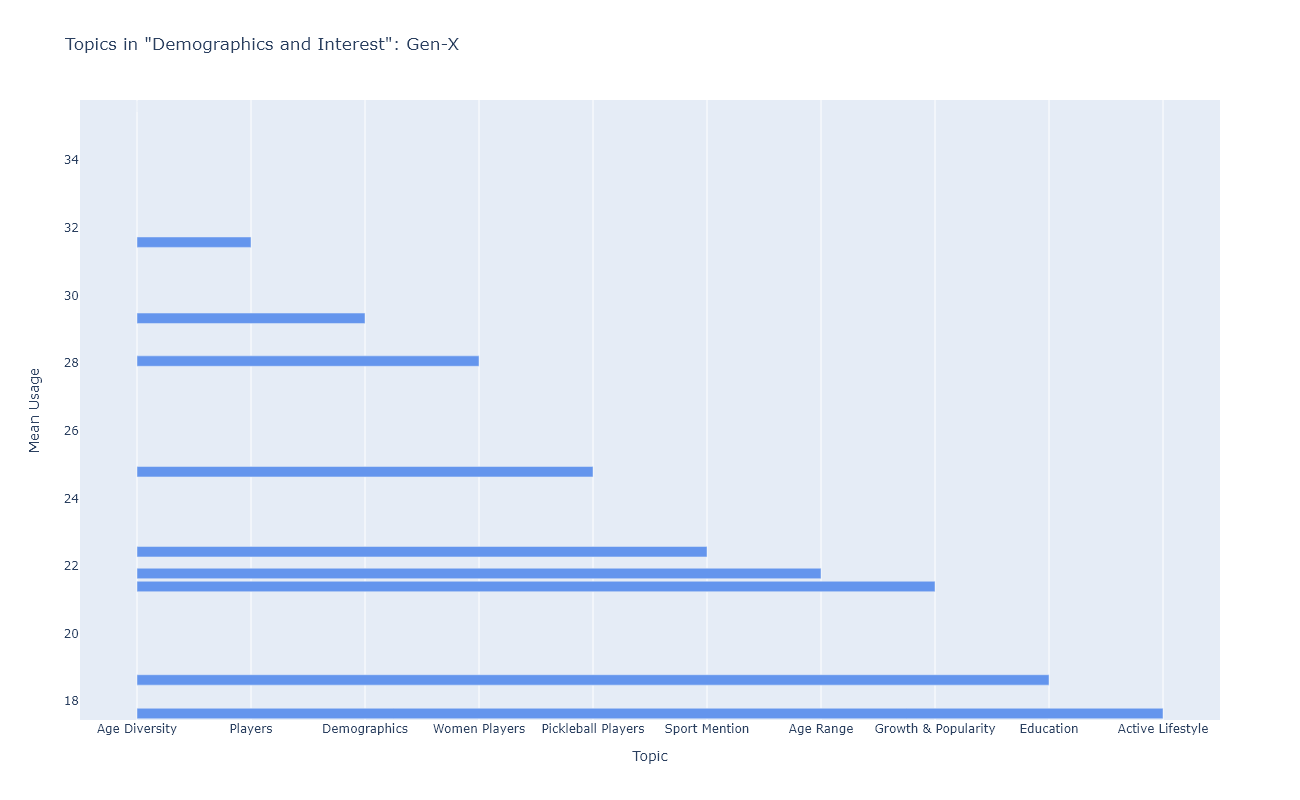 Topics in "Demographics and Interest": Gen-X
34
32
30
28
26
24
22
20
18
Mean Usage
Age Diversity
Players
Demographics
Women Players
Pickleball Players
Sport Mention
Age Range
Growth & Popularity
Education
Active Lifestyle
Topic